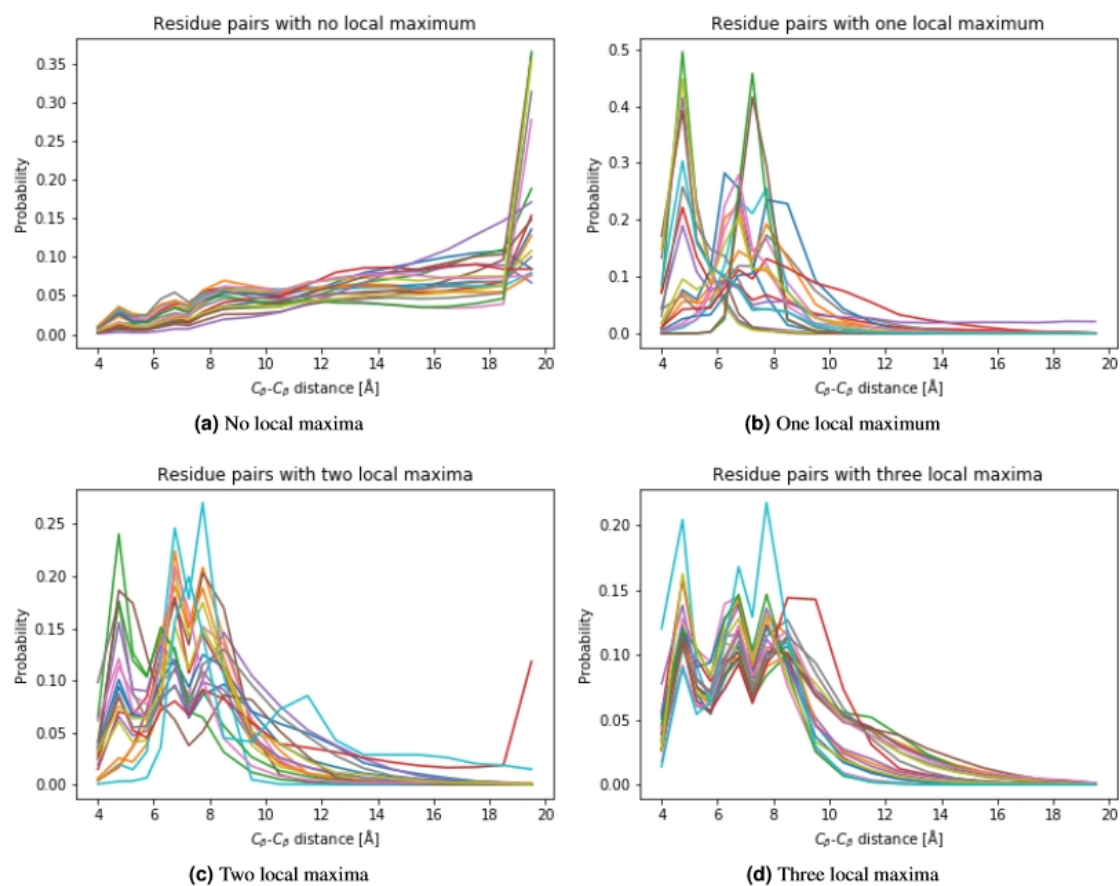 Residue pairs with no local maximum
Probability
0.35
0.30
0.25
0.20
0.15
0.10
0.05
0.00
4 6 8 10 12 14 16 18 20
Cβ-Cβ distance [Å]
(a) No local maxima
Residue pairs with one local maximum
Probability
0.5
0.4
0.3
0.2
0.1
0.0
4 6 8 10 12 14 16 18 20
Cβ-Cβ distance [Å]
(b) One local maximum
Residue pairs with two local maxima
Probability
0.25
0.20
0.15
0.10
0.05
0.00
4 6 8 10 12 14 16 18 20
Cβ-Cβ distance [Å]
(c) Two local maxima
Residue pairs with three local maxima
Probability
0.20
0.15
0.10
0.05
0.00
4 6 8 10 12 14 16 18 20
Cβ-Cβ distance [Å]
(d) Three local maxima